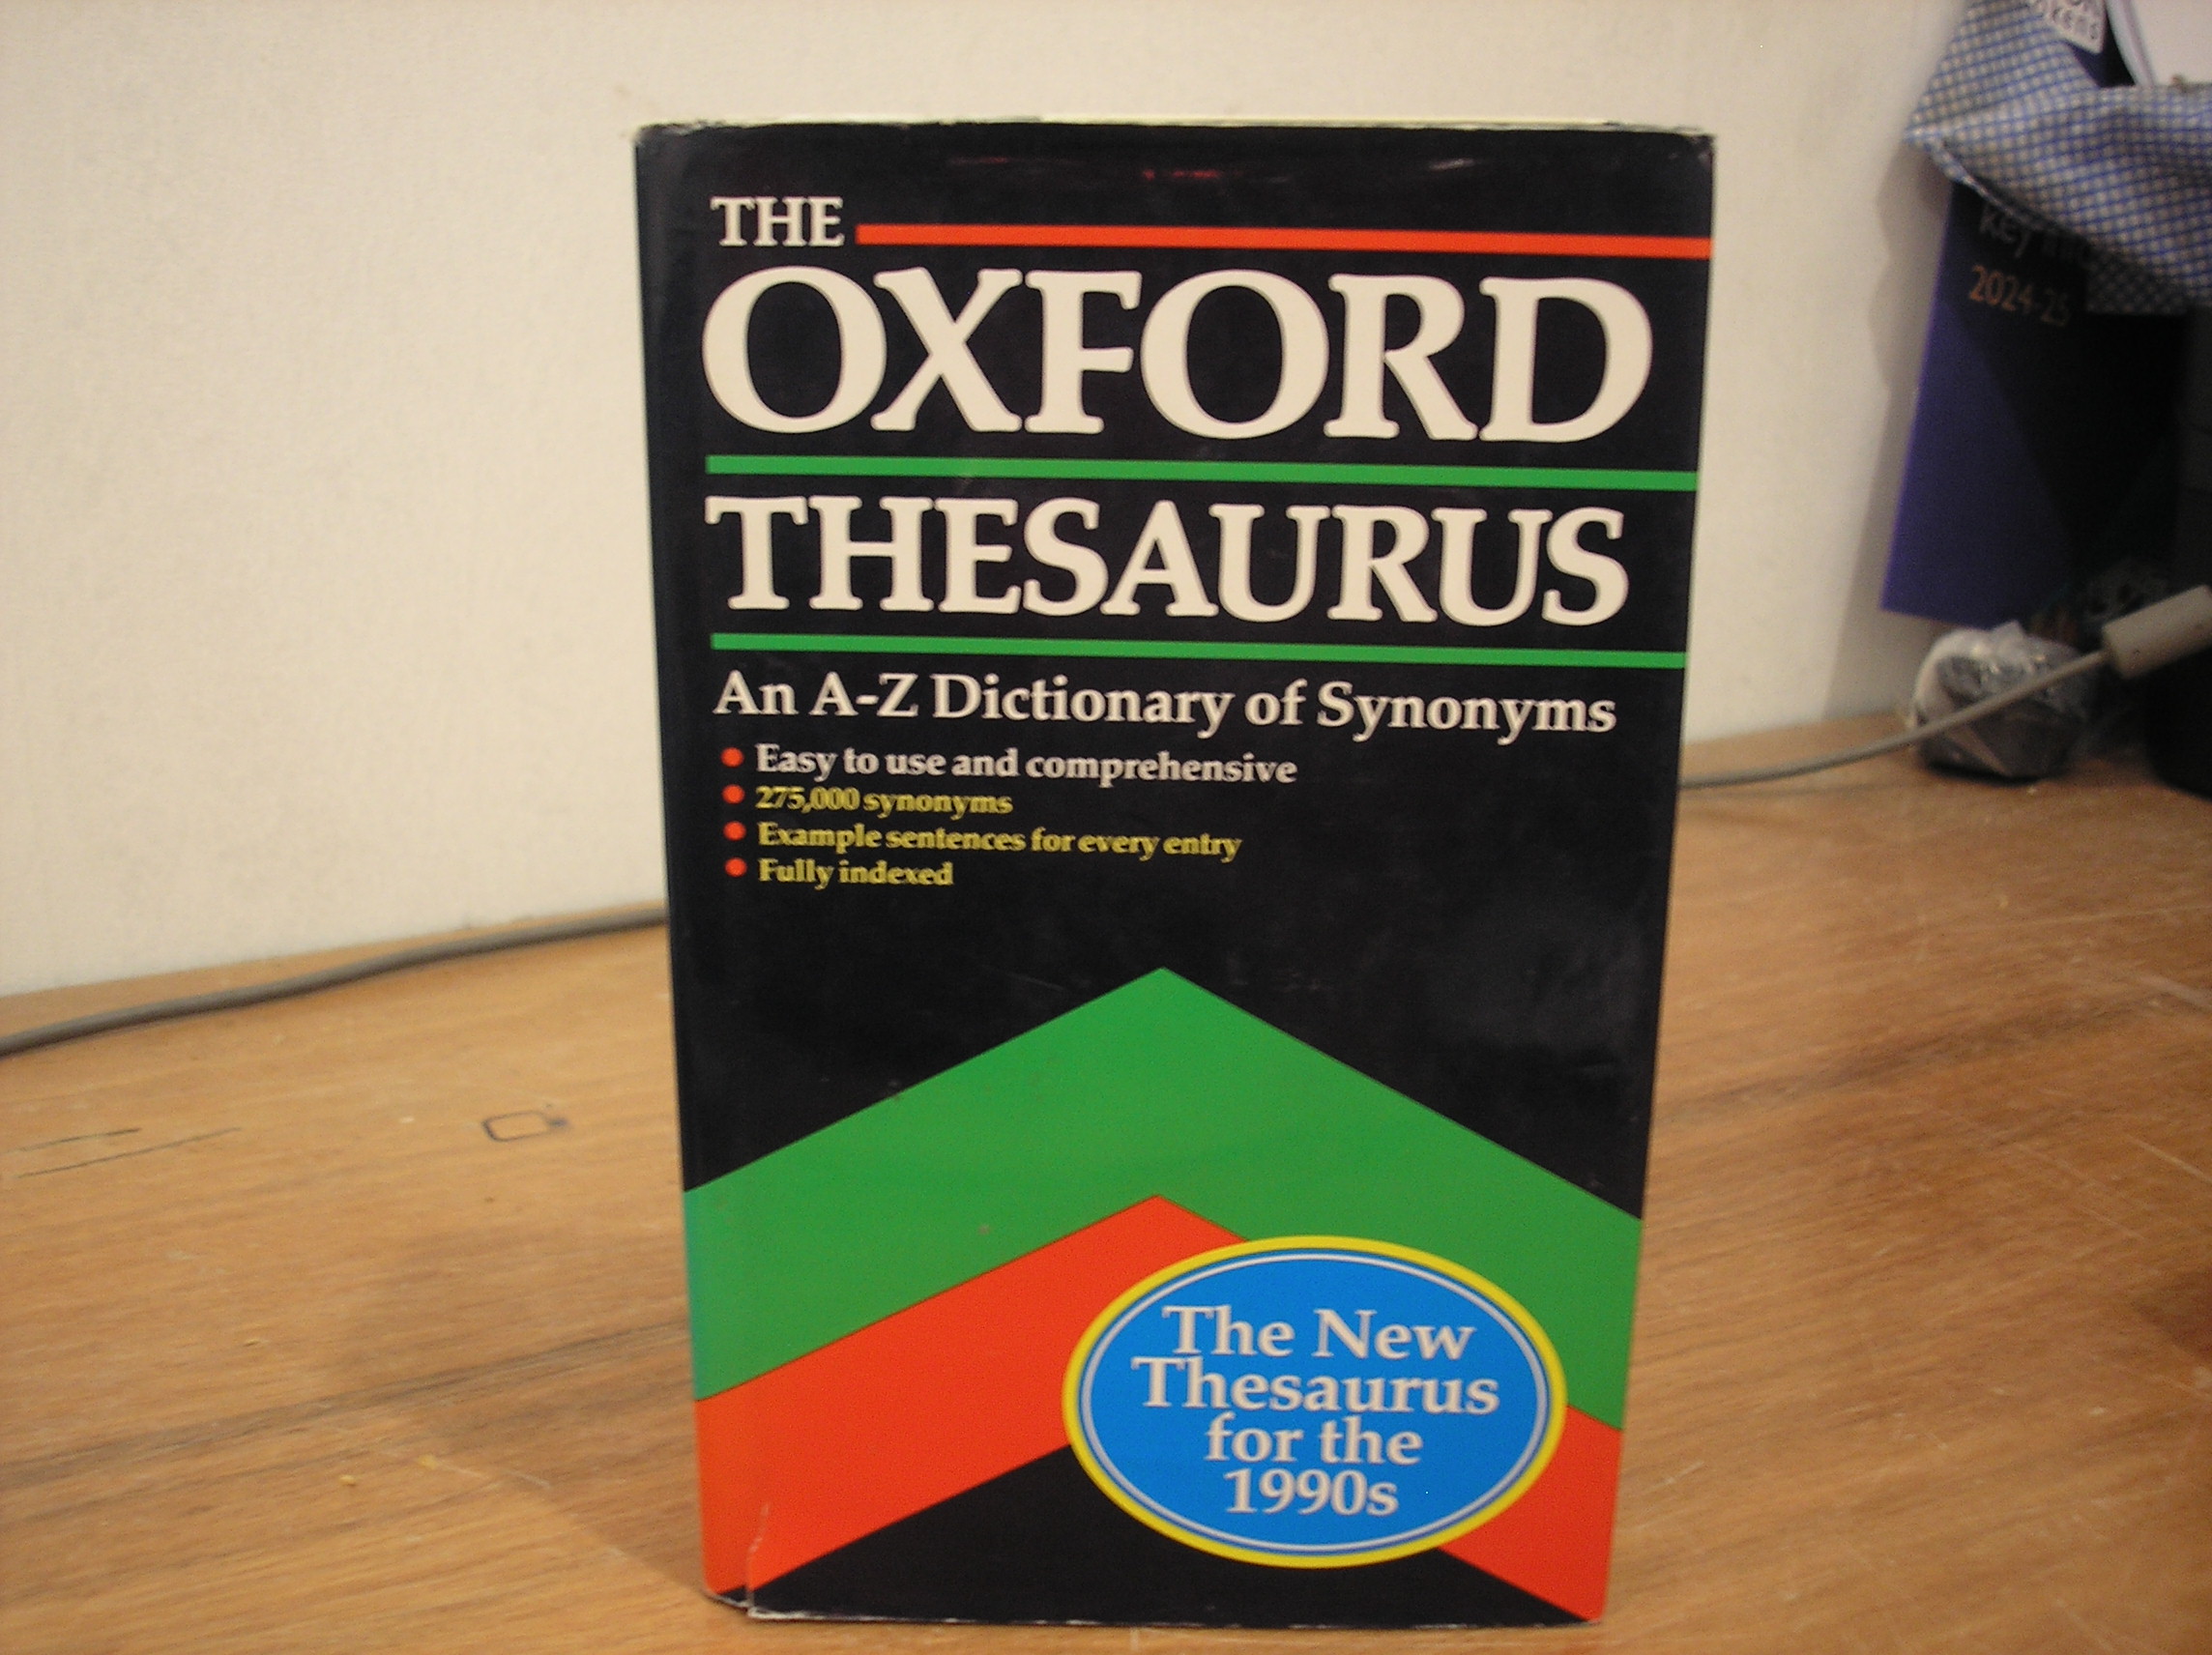 THE
OXFORD
THESAURUS
An A-Z Dictionary of Synonyms
• Easy to use and comprehensive
• 275,000 synonyms
• Example sentences for every entry
• Fully indexed
The New
Thesaurus
for the
1990s
2024-25